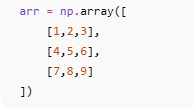 arr = np.array([
    [1,2,3],
    [4,5,6],
    [7,8,9]
])